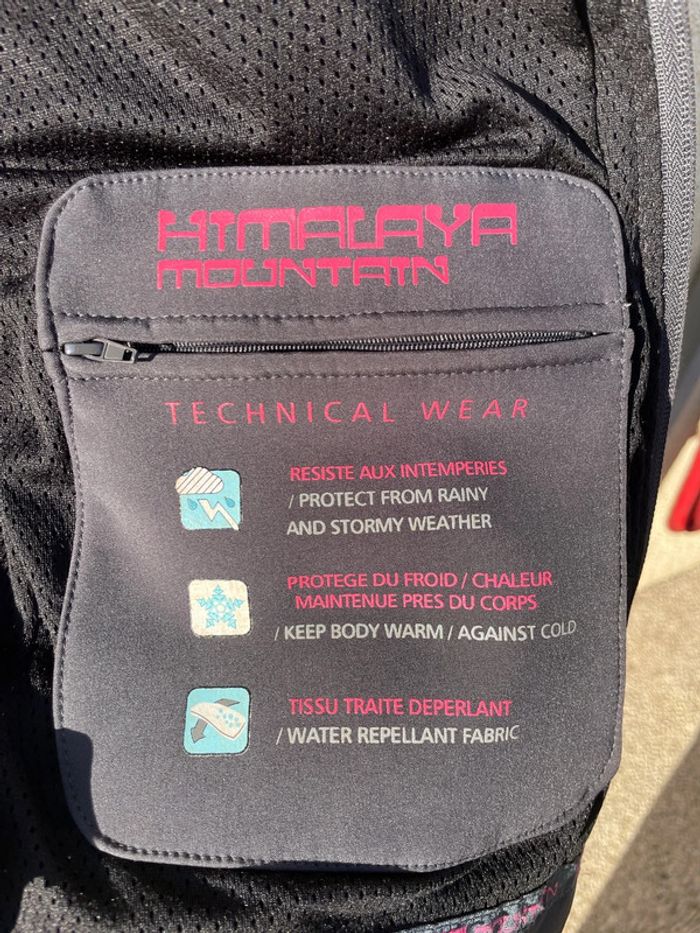 HIMALAYA
MOUNTAIN
TECHNICAL WEAR
RESISTE AUX INTEMPERIES
/ PROTECT FROM RAINY
AND STORMY WEATHER
PROTEGE DU FROID / CHALEUR
MAINTENUE PRES DU CORPS
/ KEEP BODY WARM / AGAINST COLD
TISSU TRAITE DEPERLANT
/ WATER REPELLANT FABRIC
MOUNTAIN